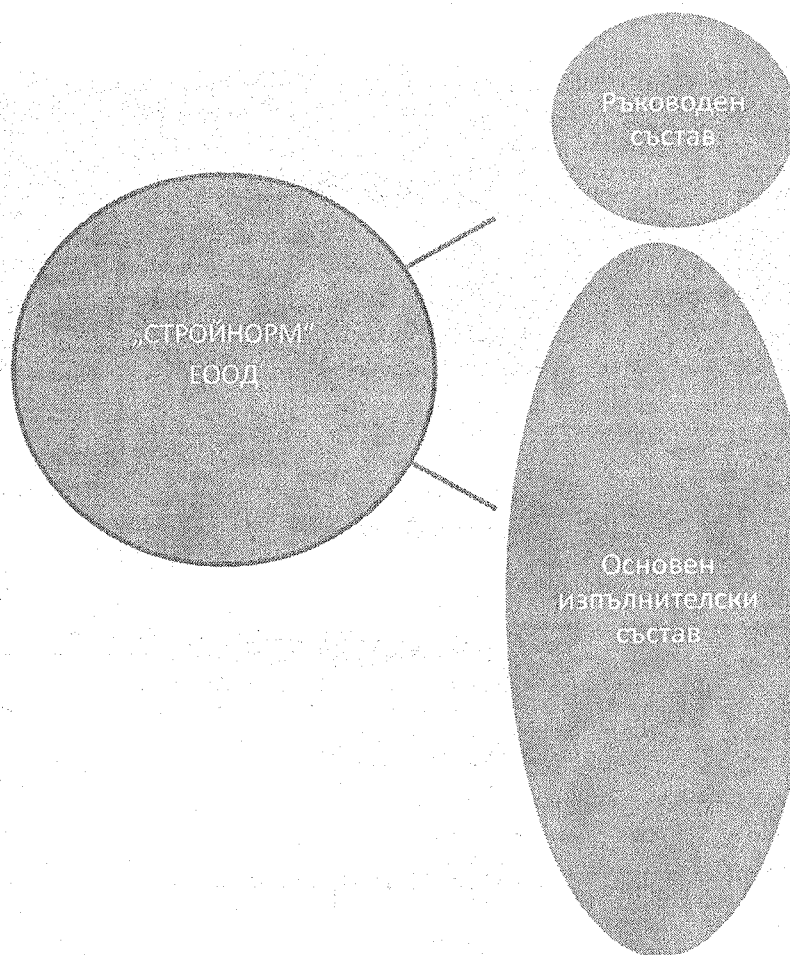 „СТРОЙНОРМ“
ЕООД
Ръководен
състав
Основен
изпълнителски
състав